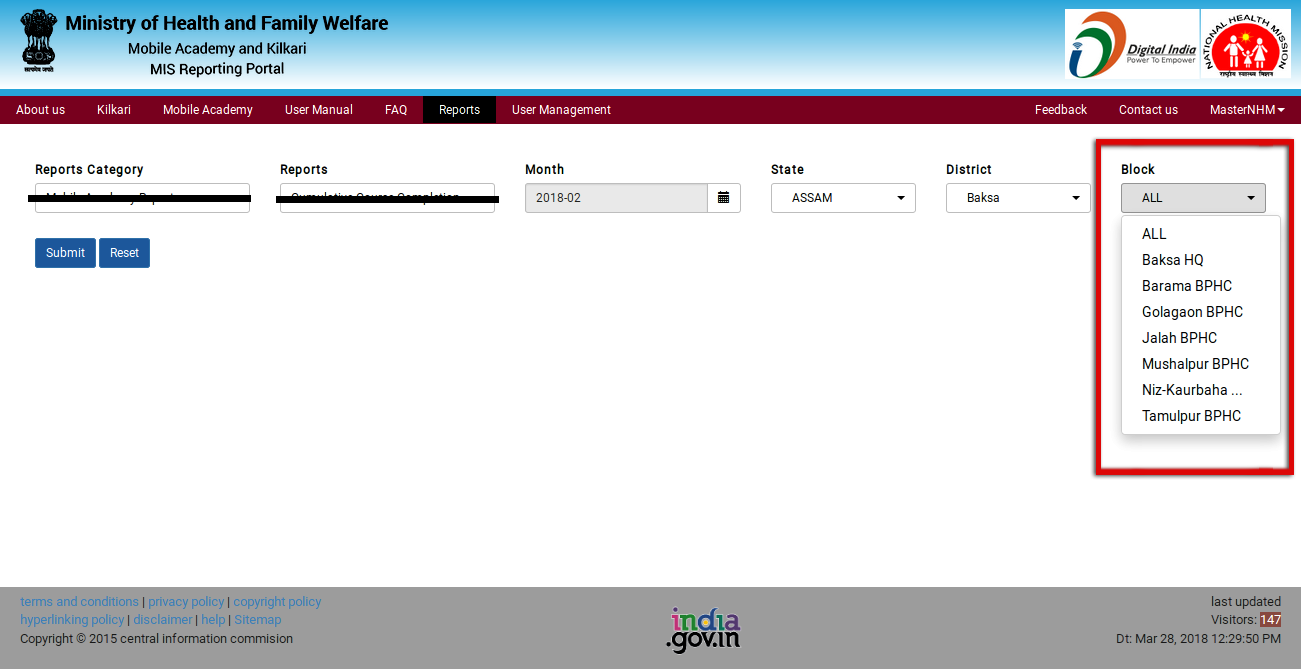 Ministry of Health and Family Welfare
Mobile Academy and Kilkari
MIS Reporting Portal
सत्यमेव जयते
Digital India
Power To Empower
NATIONAL HEALTH MISSION
राष्ट्रीय स्वास्थ्य मिशन
About us Kilkari Mobile Academy User Manual FAQ Reports User Management Feedback Contact us MasterNHM
Reports Category Reports Month State District Block
2018-02 ASSAM Baksa ALL
Submit Reset
ALL
Baksa HQ
Barama BPHC
Golagaon BPHC
Jalah BPHC
Mushalpur BPHC
Niz-Kaurbaha ...
Tamulpur BPHC
terms and conditions | privacy policy | copyright policy
hyperlinking policy | disclaimer | help | Sitemap
Copyright © 2015 central information commision
india
.gov.in
last updated
Visitors: 147
Dt: Mar 28, 2018 12:29:50 PM